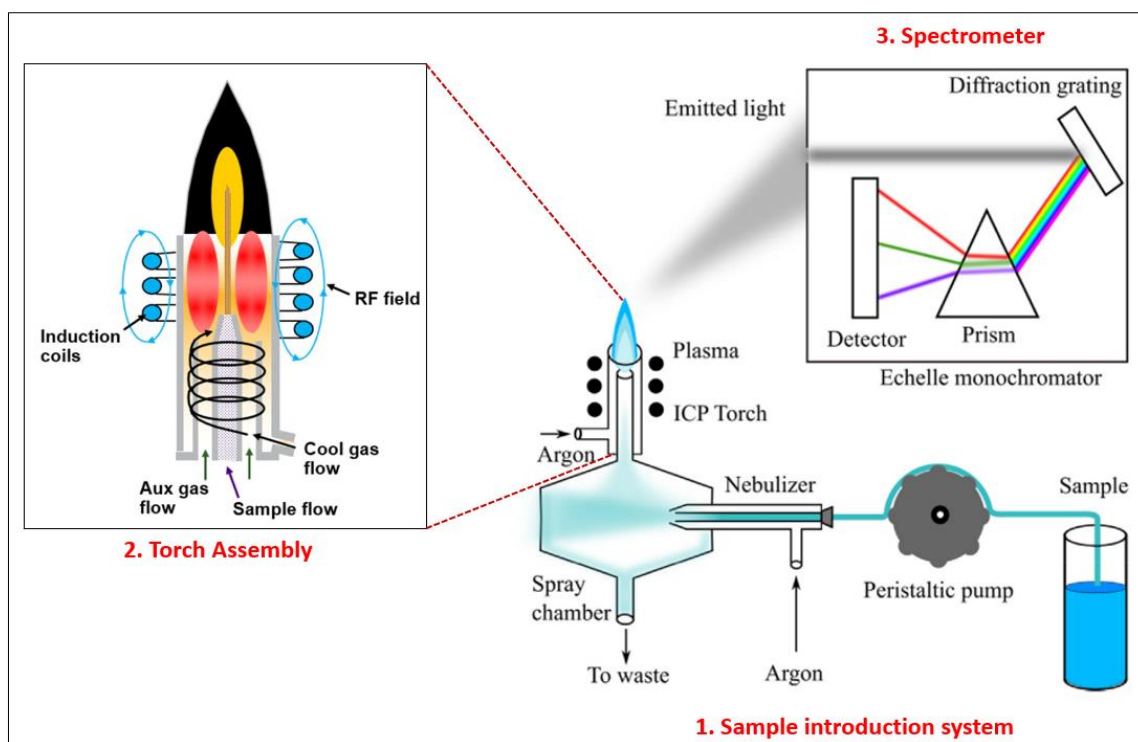 3. Spectrometer
Diffraction grating
Emitted light
Detector
Prism
Echelle monochromator
RF field
Induction
coils
Cool gas
flow
Aux gas
flow
Sample flow
2. Torch Assembly
Plasma
ICP Torch
Argon
Nebulizer
Sample
Spray
chamber
Peristaltic pump
To waste
Argon
1. Sample introduction system